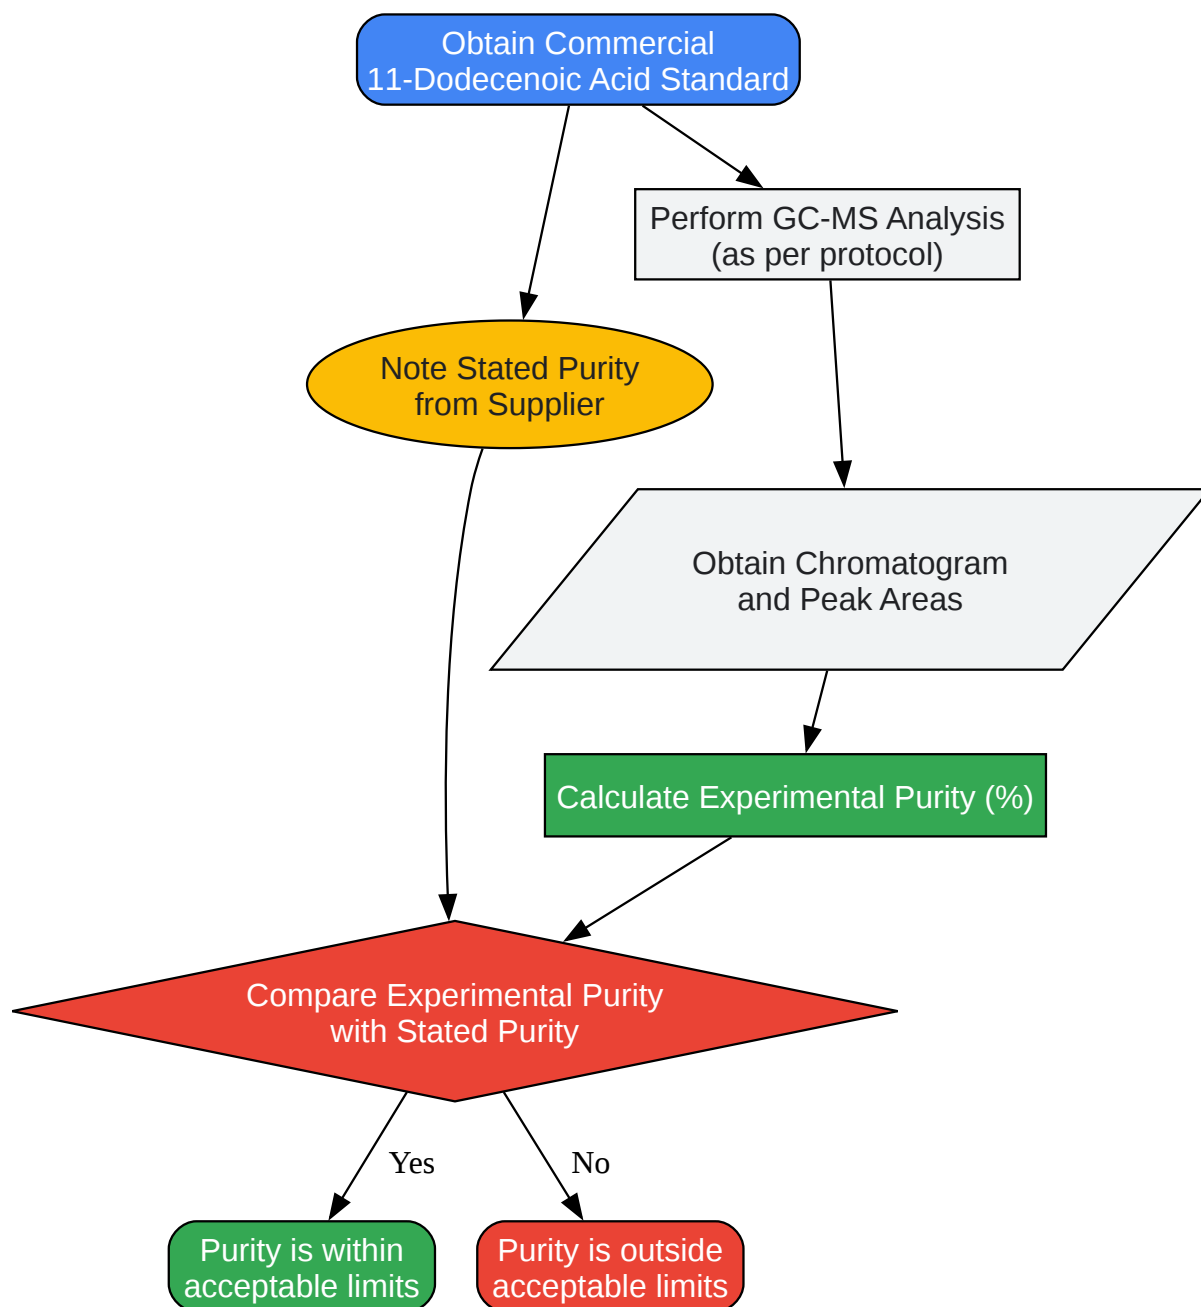 Obtain Commercial
11-Dodecenoic Acid Standard
Perform GC-MS Analysis
(as per protocol)
Note Stated Purity
from Supplier
Obtain Chromatogram
and Peak Areas
Calculate Experimental Purity (%)
Compare Experimental Purity
with Stated Purity
Yes
No
Purity is within
acceptable limits
Purity is outside
acceptable limits